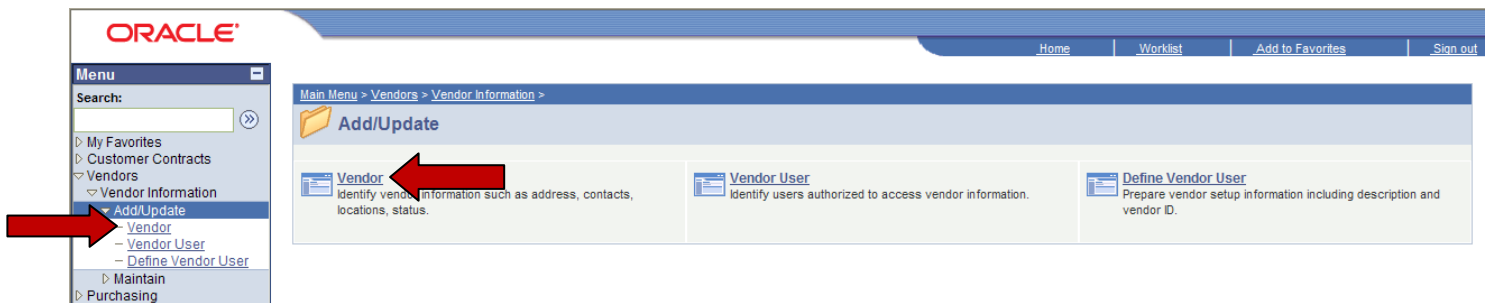 ORACLE
Home Worklist Add to Favorites Sign out
Menu
Search:
My Favorites
Customer Contracts
Vendors
Vendor Information
Add/Update
– Vendor
– Vendor User
– Define Vendor User
Maintain
Purchasing
Main Menu > Vendors > Vendor Information >
Add/Update
Vendor
Identify vendor information such as address, contacts,
locations, status.
Vendor User
Identify users authorized to access vendor information.
Define Vendor User
Prepare vendor setup information including description and
vendor ID.